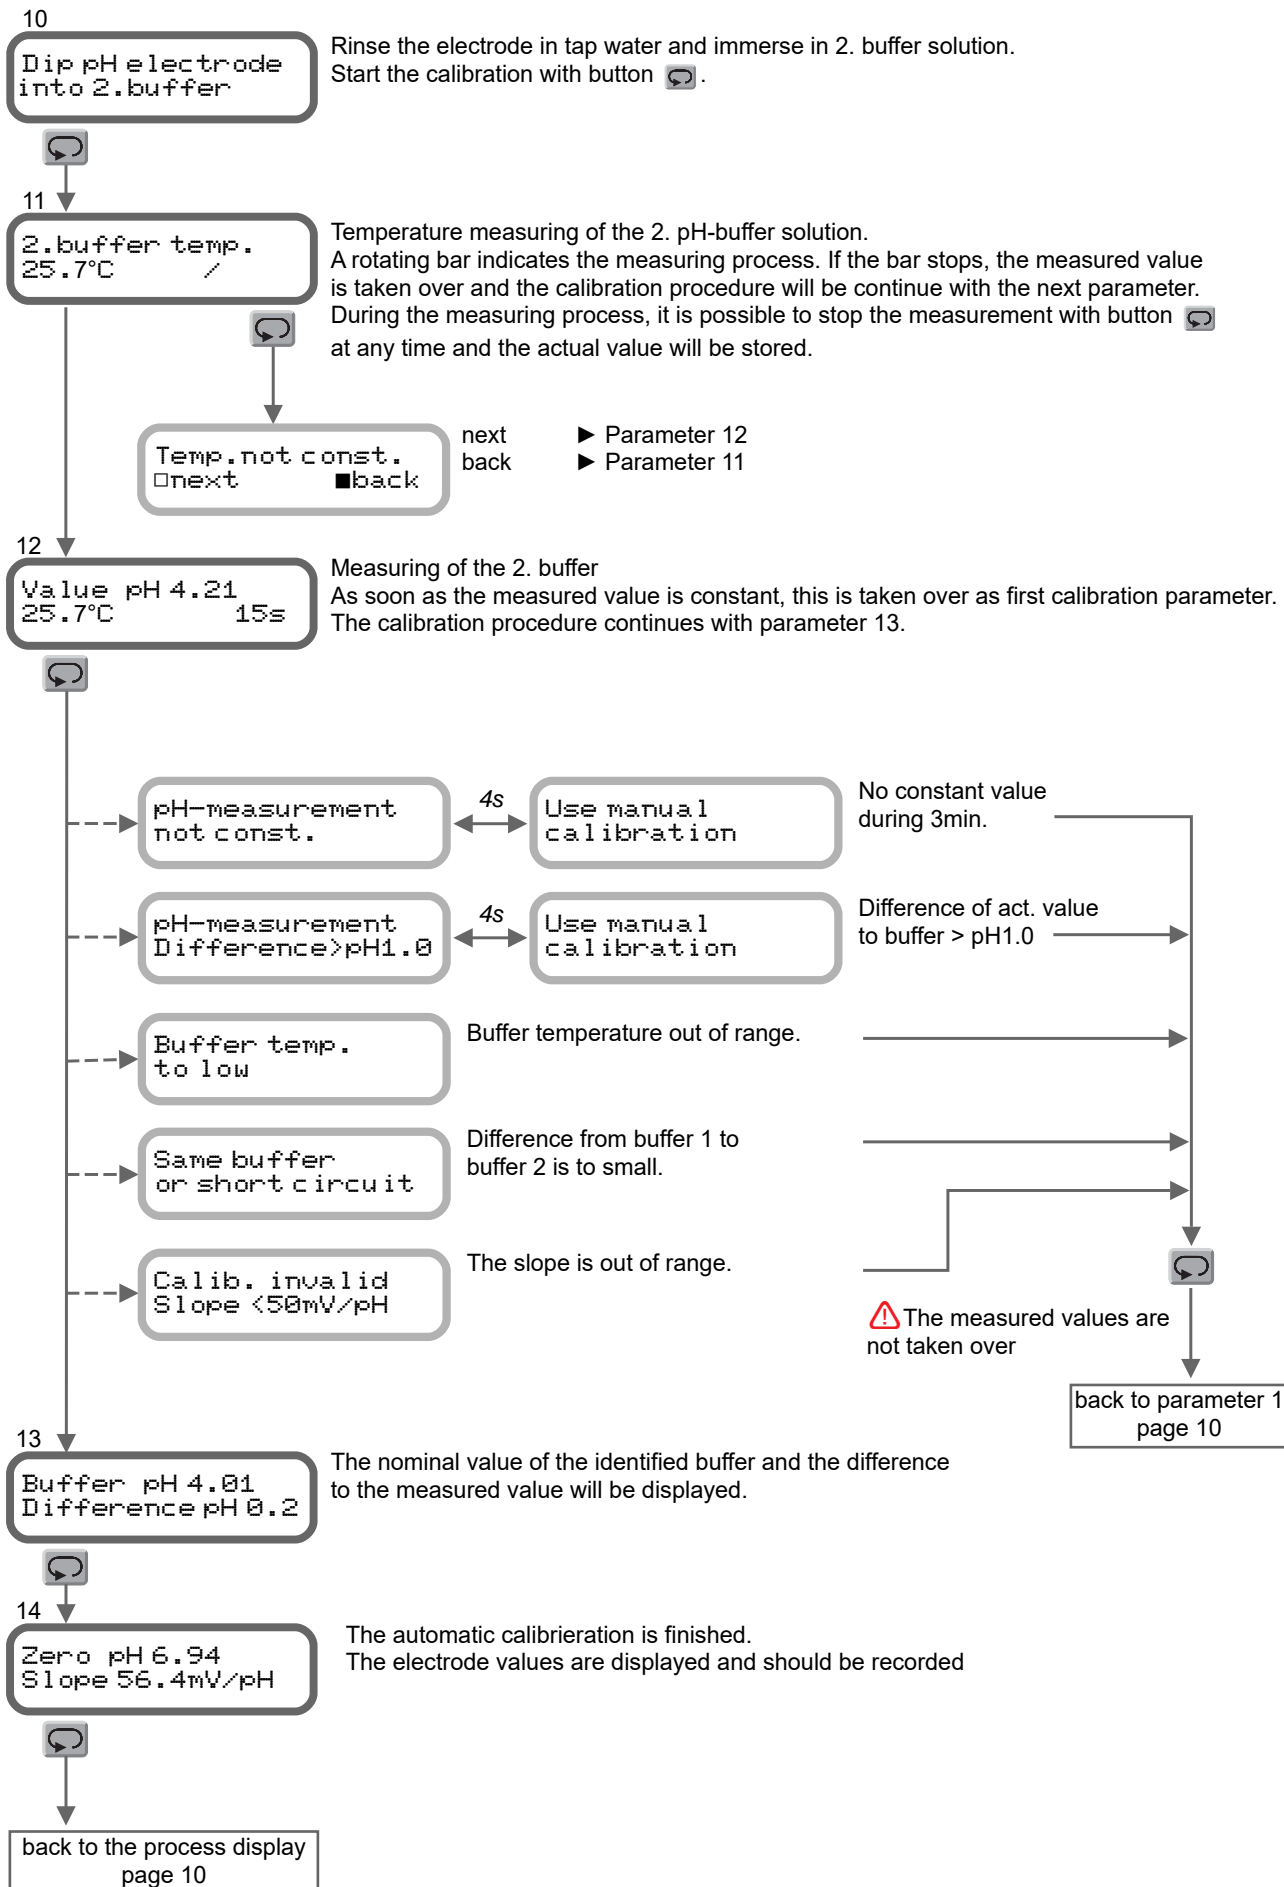 10
Dip pH electrode
into 2.buffer
Rinse the electrode in tap water and immerse in 2. buffer solution.
Start the calibration with button .
11
2.buffer temp.
25.7°C /
Temperature measuring of the 2. pH-buffer solution.
A rotating bar indicates the measuring process. If the bar stops, the measured value
is taken over and the calibration procedure will be continue with the next parameter.
During the measuring process, it is possible to stop the measurement with button
at any time and the actual value will be stored.
Temp.not const.
□next ■back
next ► Parameter 12
back ► Parameter 11
12
Value pH 4.21
25.7°C 15s
Measuring of the 2. buffer
As soon as the measured value is constant, this is taken over as first calibration parameter.
The calibration procedure continues with parameter 13.
pH-measurement
not const.
4s
Use manual
calibration
No constant value
during 3min.
pH-measurement
Difference>pH1.0
4s
Use manual
calibration
Difference of act. value
to buffer > pH1.0
Buffer temp.
to low
Buffer temperature out of range.
Same buffer
or short circuit
Difference from buffer 1 to
buffer 2 is to small.
Calib. invalid
Slope <50mV/pH
The slope is out of range.
The measured values are
not taken over
back to parameter 1
page 10
13
Buffer pH 4.01
Difference pH 0.2
The nominal value of the identified buffer and the difference
to the measured value will be displayed.
14
Zero pH 6.94
Slope 56.4mV/pH
The automatic calibrieration is finished.
The electrode values are displayed and should be recorded
back to the process display
page 10